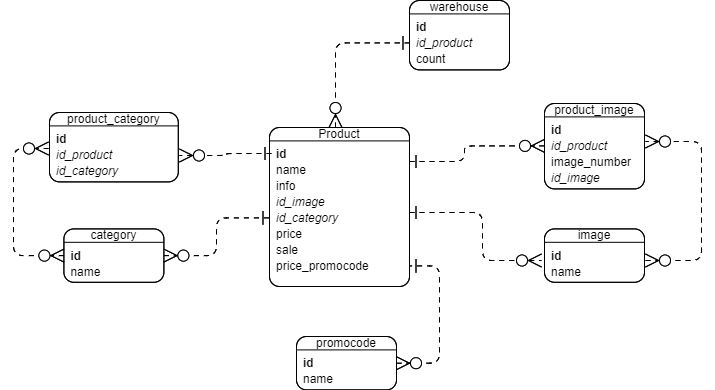 warehouse
id
id_product
count
product_category
id
id_product
id_category
Product
id
name
info
id_image
id_category
price
sale
price_promocode
product_image
id
id_product
image_number
id_image
category
id
name
image
id
name
promocode
id
name